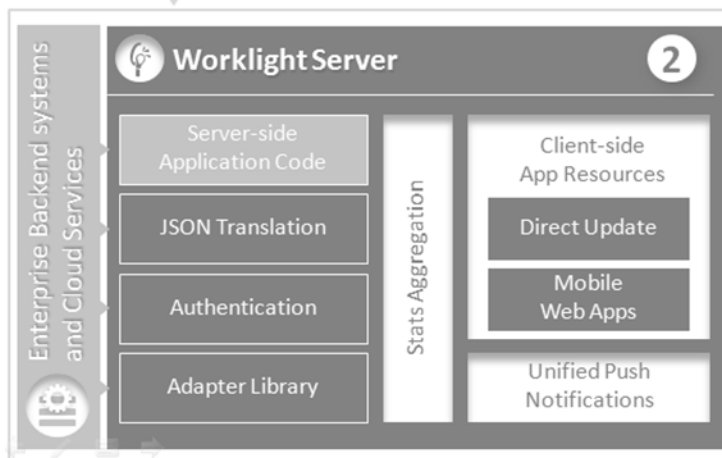 Enterprise Backend systems
and Cloud Services
Worklight Server
2
Server-side
Application Code
JSON Translation
Authentication
Adapter Library
Stats Aggregation
Client-side
App Resources
Direct Update
Mobile
Web Apps
Unified Push
Notifications